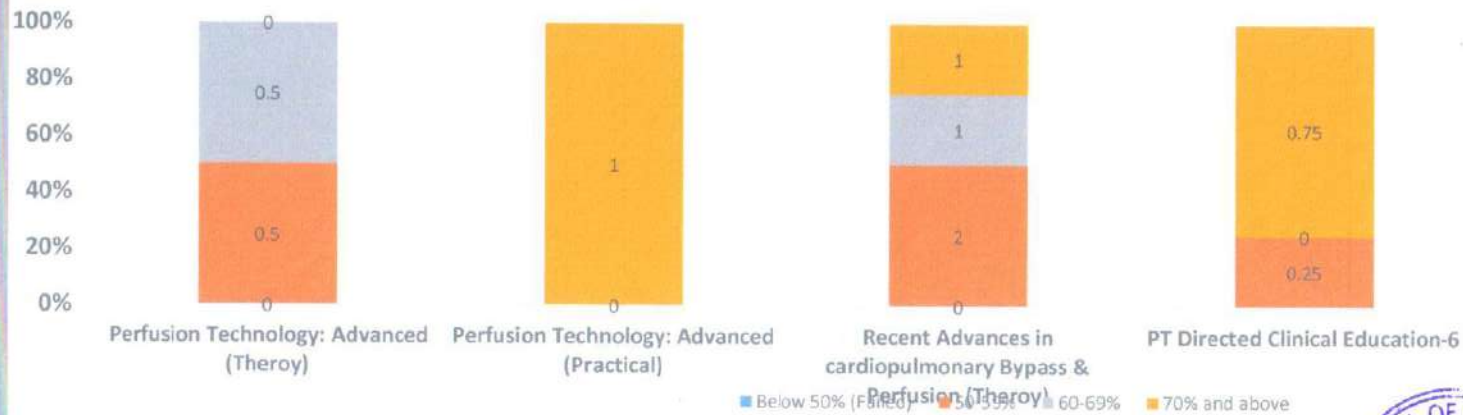 100%
80%
60%
40%
20%
0%
0
0.5
0.5
0
Perfusion Technology: Advanced
(Theroy)
1
0
Perfusion Technology: Advanced
(Practical)
1
1
2
0
Recent Advances in
cardiopulmonary Bypass &
Perfusion (Theroy)
0.75
0
0.25
PT Directed Clinical Education-6
Below 50% (Failed) 50-59% 60-69% 70% and above
OF